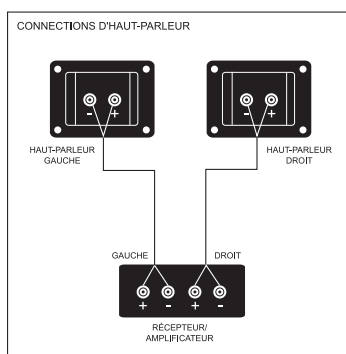 CONNECTIONS D'HAUT-PARLEUR
- +
- +
HAUT-PARLEUR
GAUCHE
HAUT-PARLEUR
DROIT
GAUCHE
DROIT
+ - + -
RÉCEPTEUR/
AMPLIFICATEUR